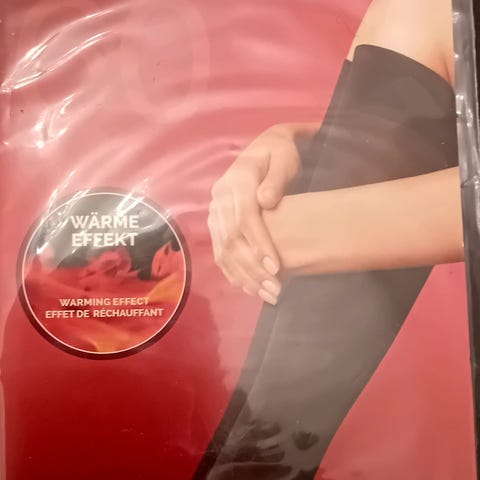 WÄRME
EFFEKT
WARMING EFFECT
EFFET DE RÉCHAUFFANT